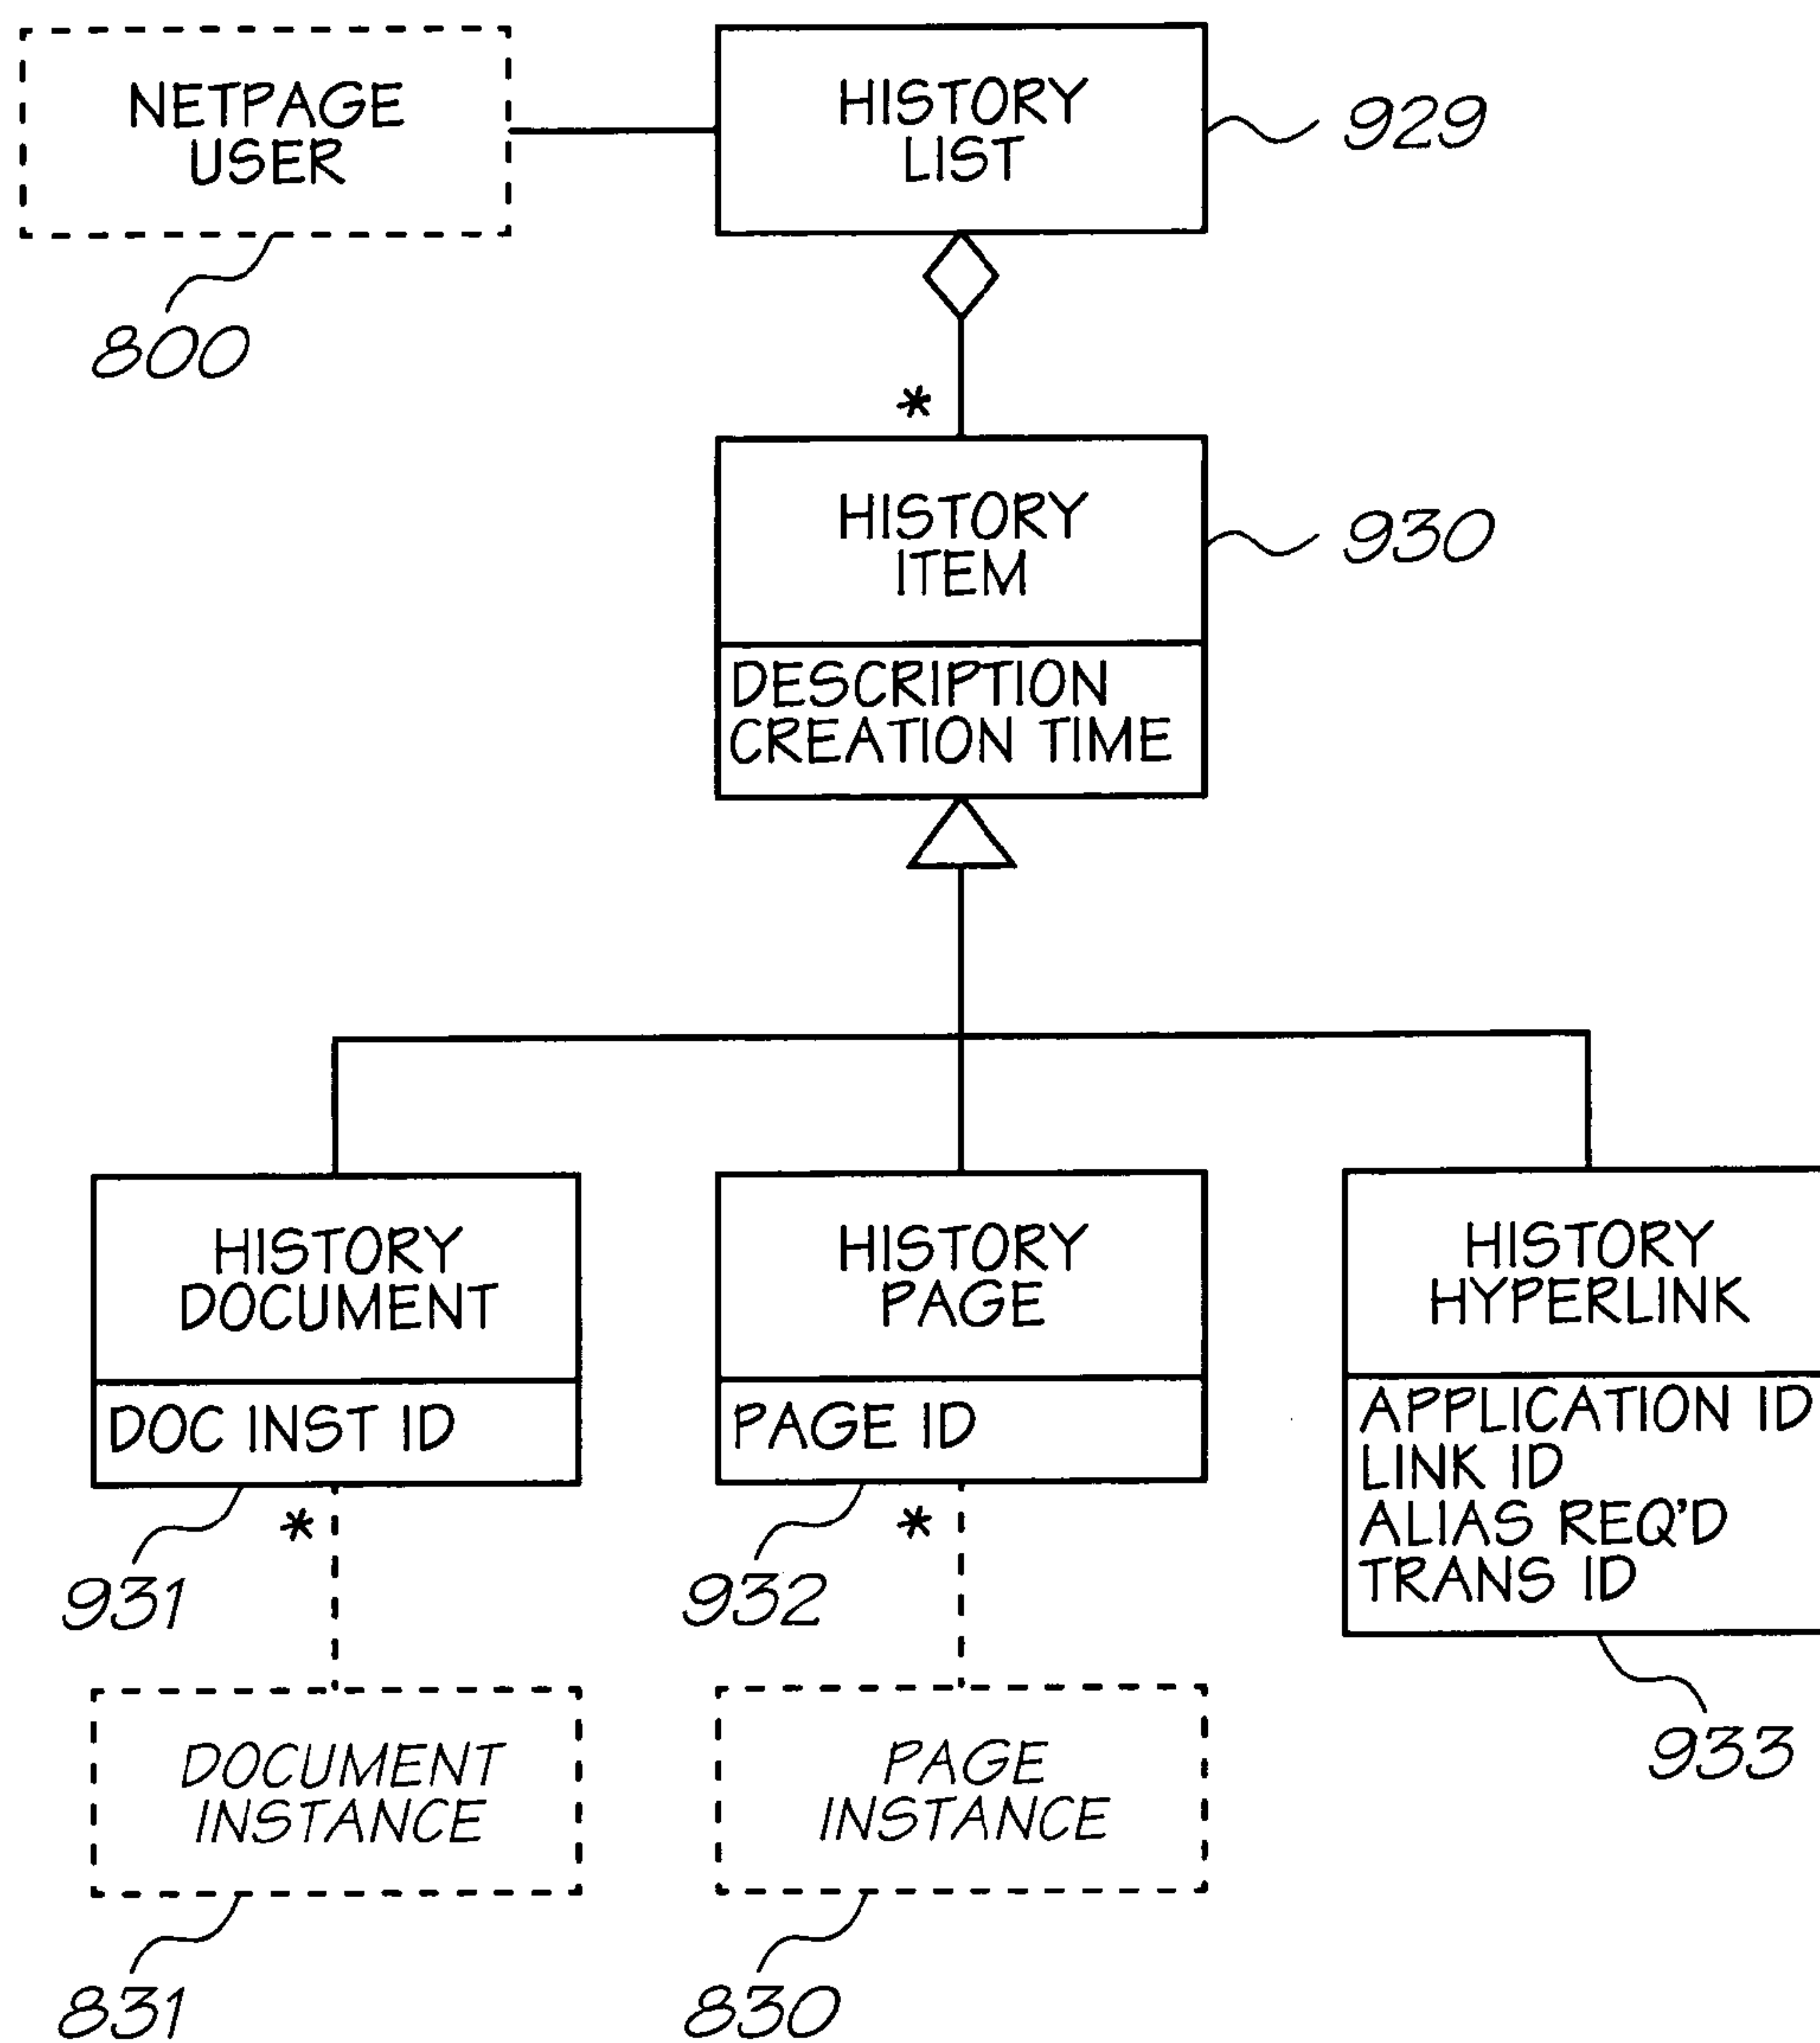 NETPAGE
USER
800
HISTORY
LIST
929
*
HISTORY
ITEM
930
DESCRIPTION
CREATION TIME
HISTORY
DOCUMENT
DOC INST ID
931
*
HISTORY
PAGE
PAGE ID
932
*
HISTORY
HYPERLINK
APPLICATION ID
LINK ID
ALIAS REQ'D
TRANS ID
933
DOCUMENT
INSTANCE
831
PAGE
INSTANCE
830